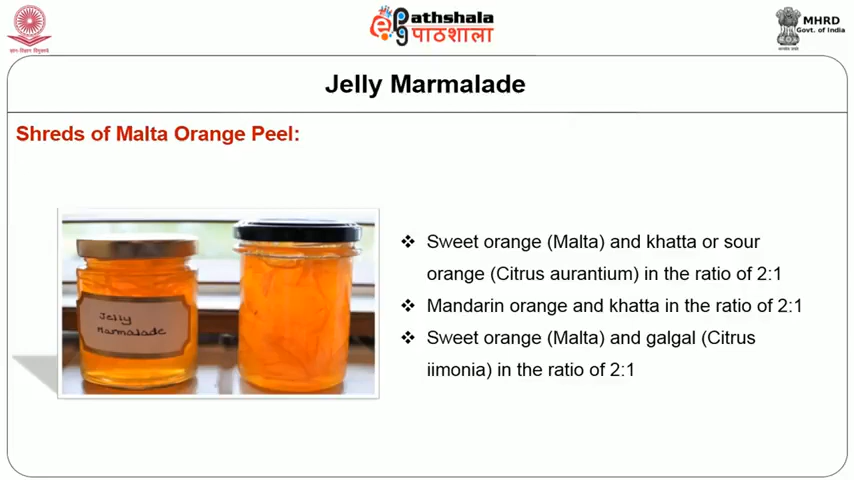 ePathshala
पाठशाला
MHRD
Govt. of India
Jelly Marmalade
Shreds of Malta Orange Peel:
Jelly
Marmalade
❖ Sweet orange (Malta) and khatta or sour
orange (Citrus aurantium) in the ratio of 2:1
❖ Mandarin orange and khatta in the ratio of 2:1
❖ Sweet orange (Malta) and galgal (Citrus
iimonia) in the ratio of 2:1